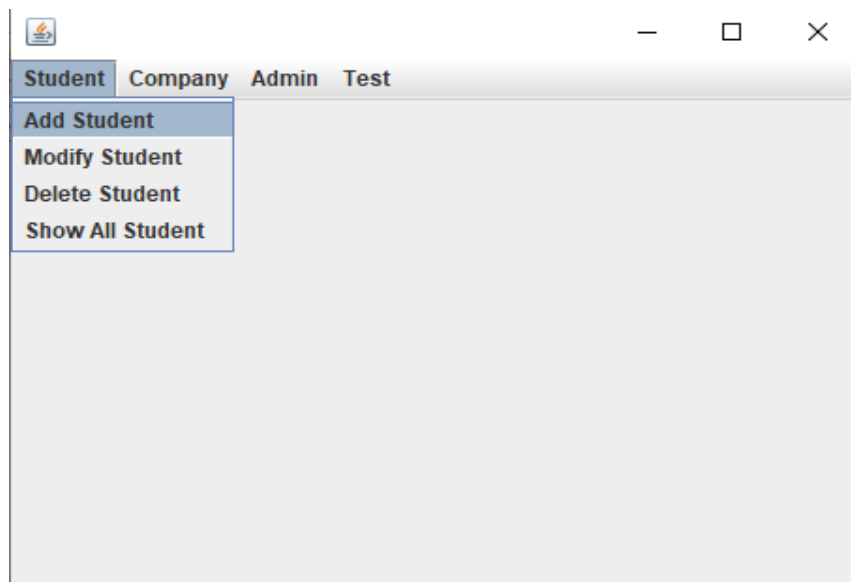 Student Company Admin Test
Add Student
Modify Student
Delete Student
Show All Student